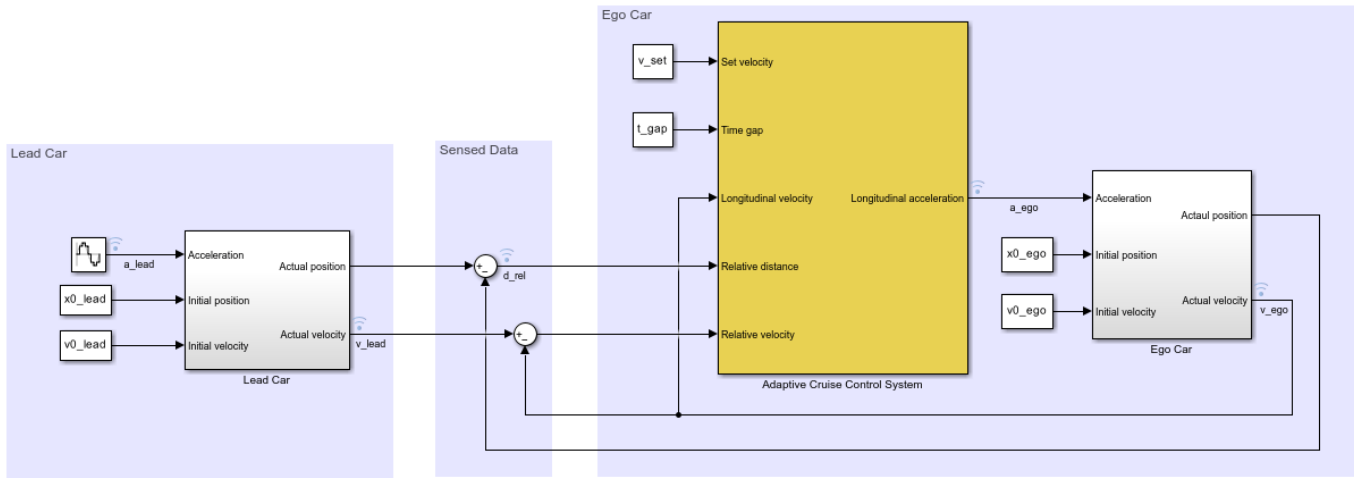 Ego Car
v_set
Set velocity
t_gap
Time gap
Lead Car
Sensed Data
Longitudinal velocity
Longitudinal acceleration
a_ego
Acceleration
Actaul position
x0_ego
Initial position
Actual velocity
v_ego
v0_ego
Initial velocity
Ego Car
a_lead
Acceleration
Actual position
x0_lead
Initial position
Actual velocity
v_lead
v0_lead
Initial velocity
Lead Car
+_
d_rel
Relative distance
+_
Relative velocity
Adaptive Cruise Control System